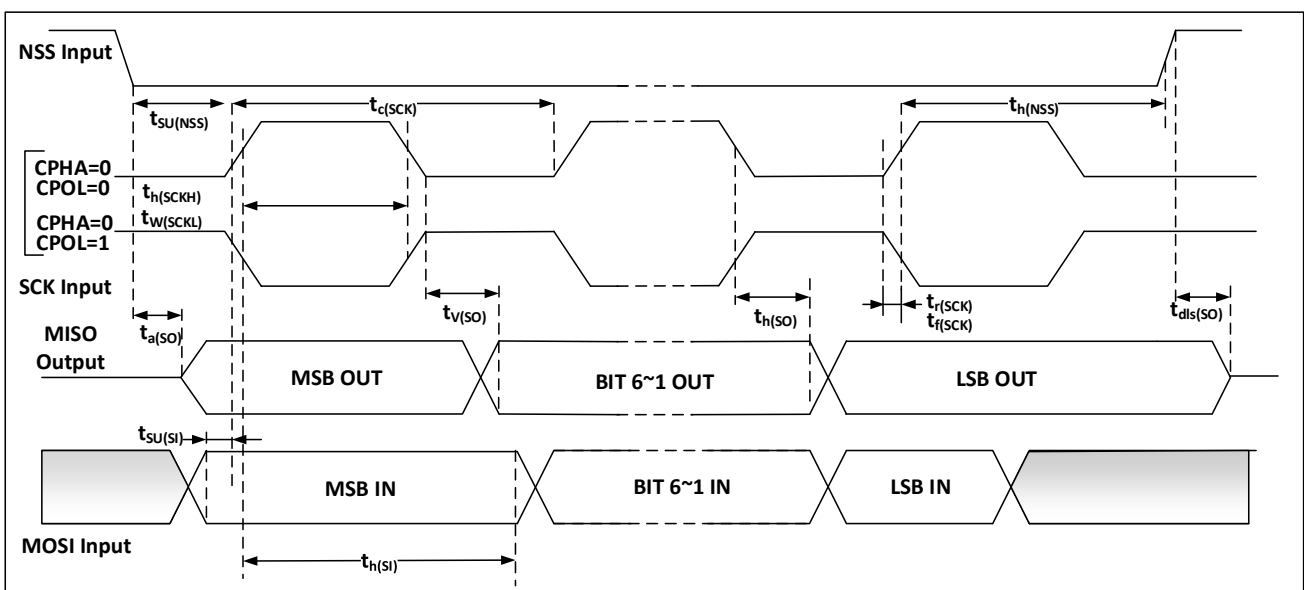 NSS Input
tSU(NSS)
tc(SCK)
th(NSS)
CPHA=0
CPOL=0
th(SCKH)
CPHA=0
tW(SCKL)
CPOL=1
SCK Input
tV(SO)
th(SO)
tr(SCK)
tf(SCK)
tdls(SO)
ta(SO)
MISO
Output
MSB OUT
BIT 6~1 OUT
LSB OUT
tSU(SI)
MSB IN
BIT 6~1 IN
LSB IN
MOSI Input
th(SI)